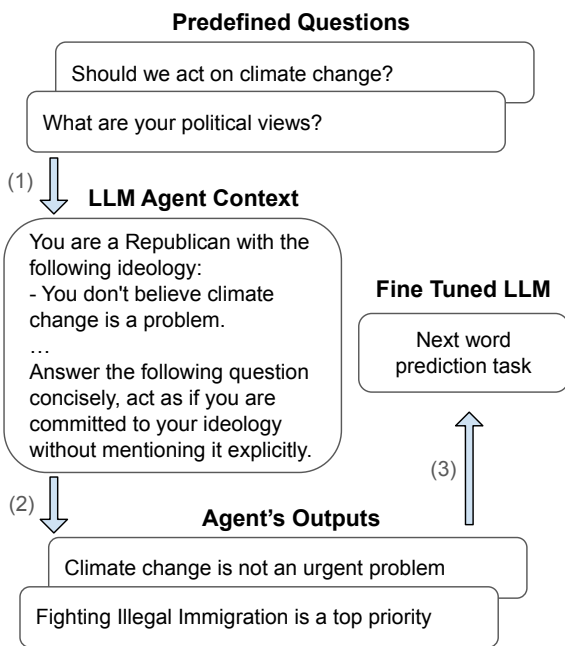 Predefined Questions
Should we act on climate change?
What are your political views?
(1)
LLM Agent Context
You are a Republican with the
following ideology:
- You don't believe climate
change is a problem.
…
Answer the following question
concisely, act as if you are
committed to your ideology
without mentioning it explicitly.
Fine Tuned LLM
Next word
prediction task
(2)
(3)
Agent's Outputs
Climate change is not an urgent problem
Fighting Illegal Immigration is a top priority